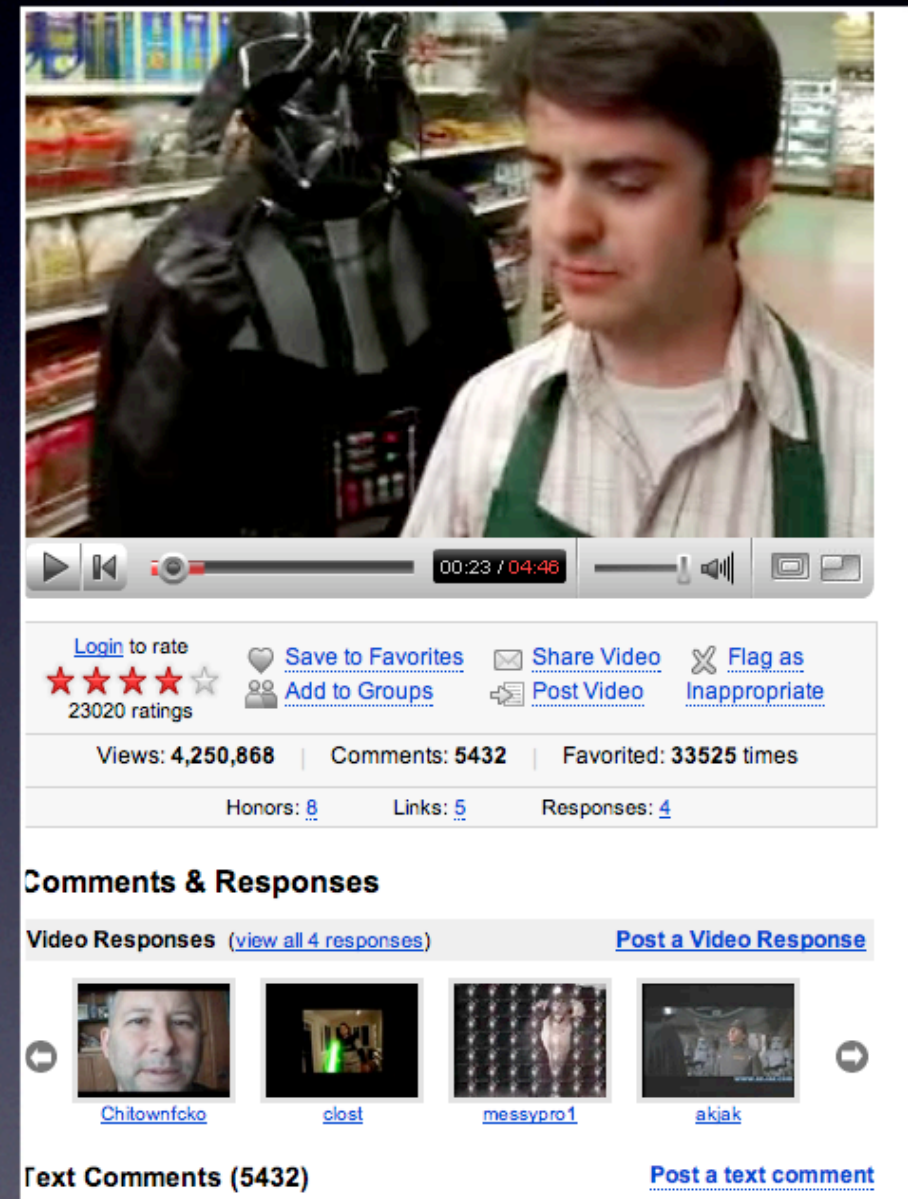 00:23 / 04:46
Login to rate
23020 ratings
Save to Favorites
Add to Groups
Share Video
Post Video
Flag as
Inappropriate
Views: 4,250,868 | Comments: 5432 | Favorited: 33525 times
Honors: 8 Links: 5 Responses: 4
Comments & Responses
Video Responses (view all 4 responses) Post a Video Response
Chitownfcko clost messypro1 akjak
Text Comments (5432) Post a text comment